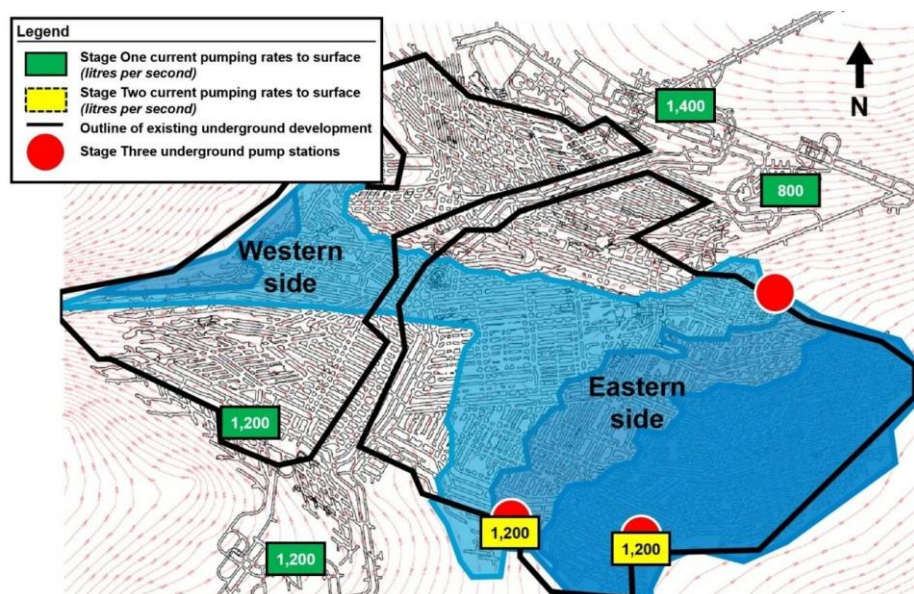 Legend
Stage One current pumping rates to surface
(litres per second)
Stage Two current pumping rates to surface
(litres per second)
Outline of existing underground development
Stage Three underground pump stations
N
1,400
800
Western
side
Eastern
side
1,200
1,200
1,200
1,200